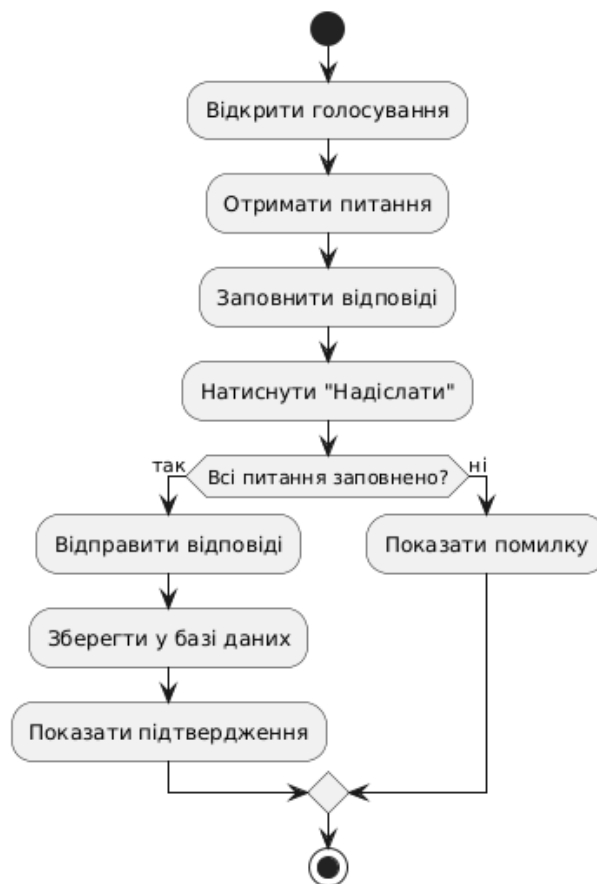 Відкрити голосування
Отримати питання
Заповнити відповіді
Натиснути "Надіслати"
так
Всі питання заповнено?
ні
Відправити відповіді
Показати помилку
Зберегти у базі даних
Показати підтвердження